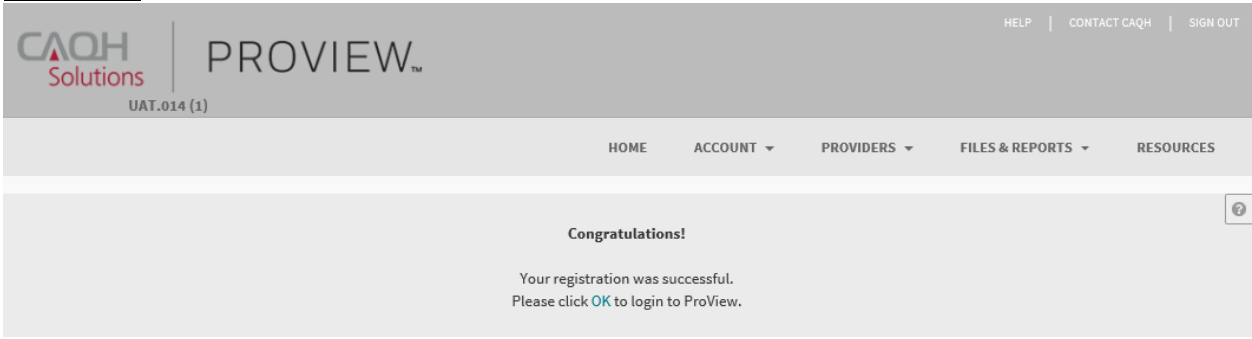 HELP | CONTACT CAQH | SIGN OUT
CAQH
Solutions
PROVIEW™
UAT.014 (1)
HOME ACCOUNT PROVIDERS FILES & REPORTS RESOURCES
?
Congratulations!
Your registration was successful.
Please click OK to login to ProView.